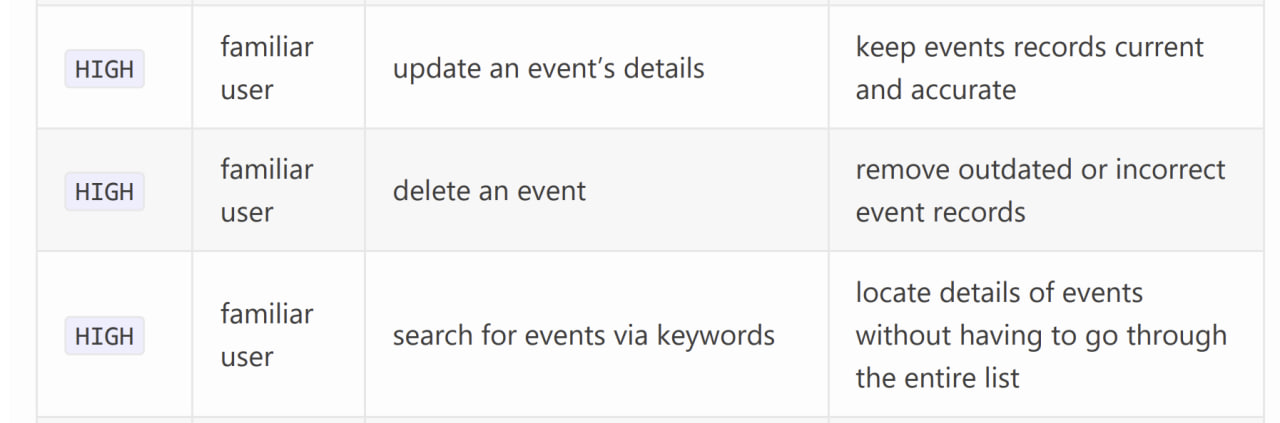 HIGH
familiar
user
update an event’s details
keep events records current
and accurate
HIGH
familiar
user
delete an event
remove outdated or incorrect
event records
HIGH
familiar
user
search for events via keywords
locate details of events
without having to go through
the entire list